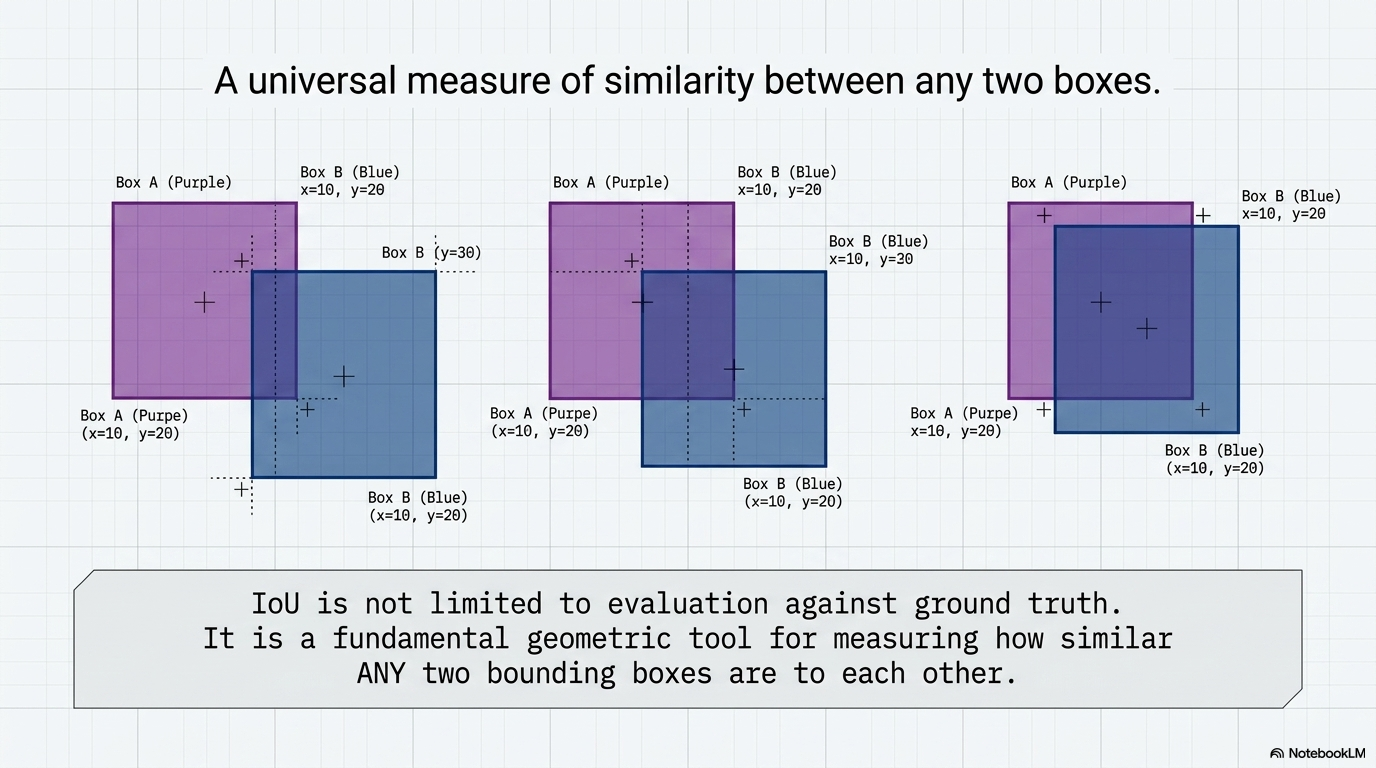 A universal measure of similarity between any two boxes.
Box A (Purple)
Box B (Blue)
x=10, y=20
Box B (y=30)
Box A (Purpe)
(x=10, y=20)
Box B (Blue)
(x=10, y=20)
Box A (Purple)
Box B (Blue)
x=10, y=20
Box B (Blue)
x=10, y=30
Box A (Purpe)
(x=10, y=20)
Box B (Blue)
(x=10, y=20)
Box A (Purple)
Box B (Blue)
x=10, y=20
Box A (Purpe)
x=10, y=20)
Box B (Blue)
(x=10, y=20)
IoU is not limited to evaluation against ground truth.
It is a fundamental geometric tool for measuring how similar
ANY two bounding boxes are to each other.
NotebookLM